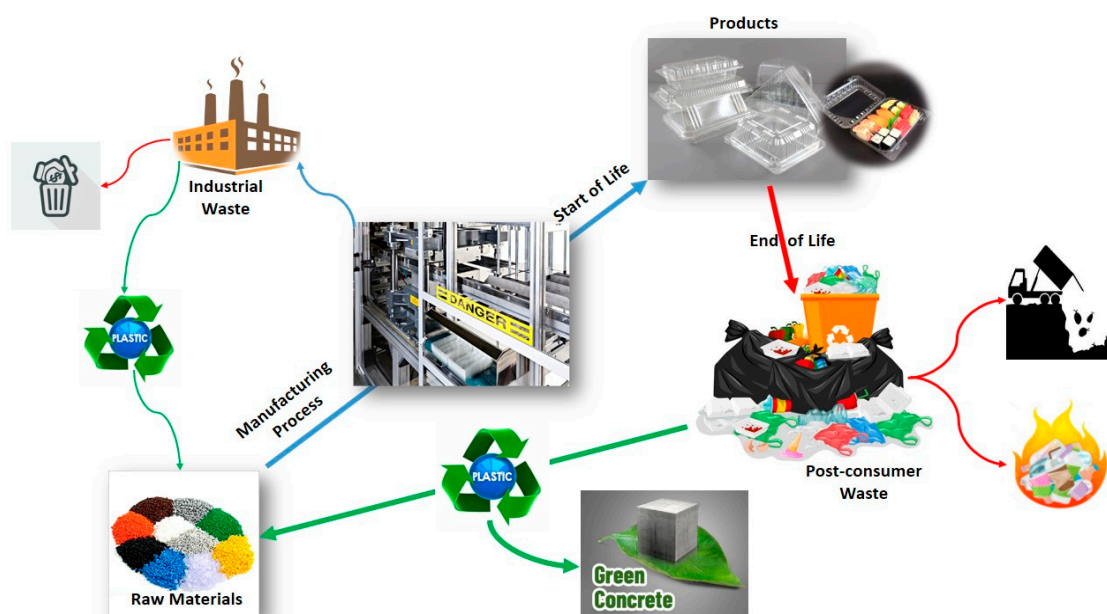 Products
Industrial
Waste
Start of Life
End of Life
DANGER
PLASTIC
Manufacturing
Process
PLASTIC
Post-consumer
Waste
Green
Concrete
Raw Materials